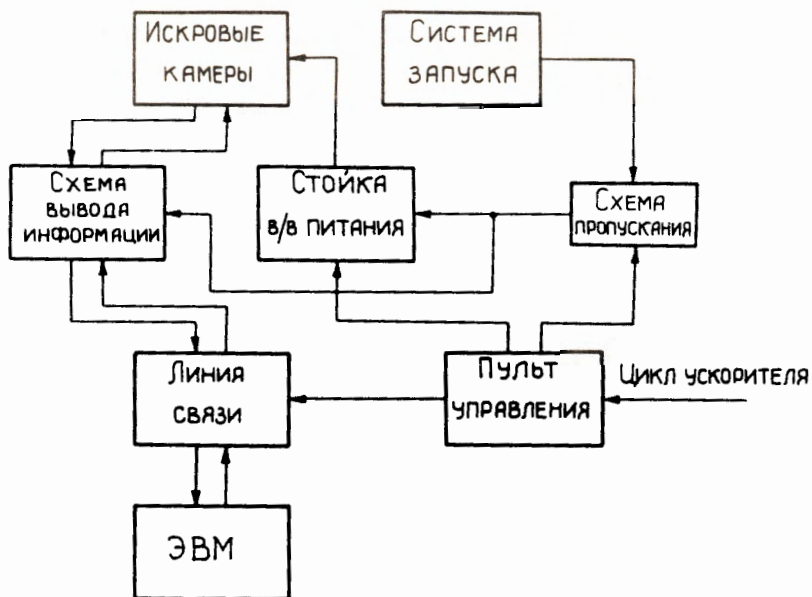 Искровые
камеры
Система
запуска
Схема
вывода
информации
Стойка
в/в питания
Схема
пропускания
Линия
связи
Пульт
управления
Цикл ускорителя
ЭВМ